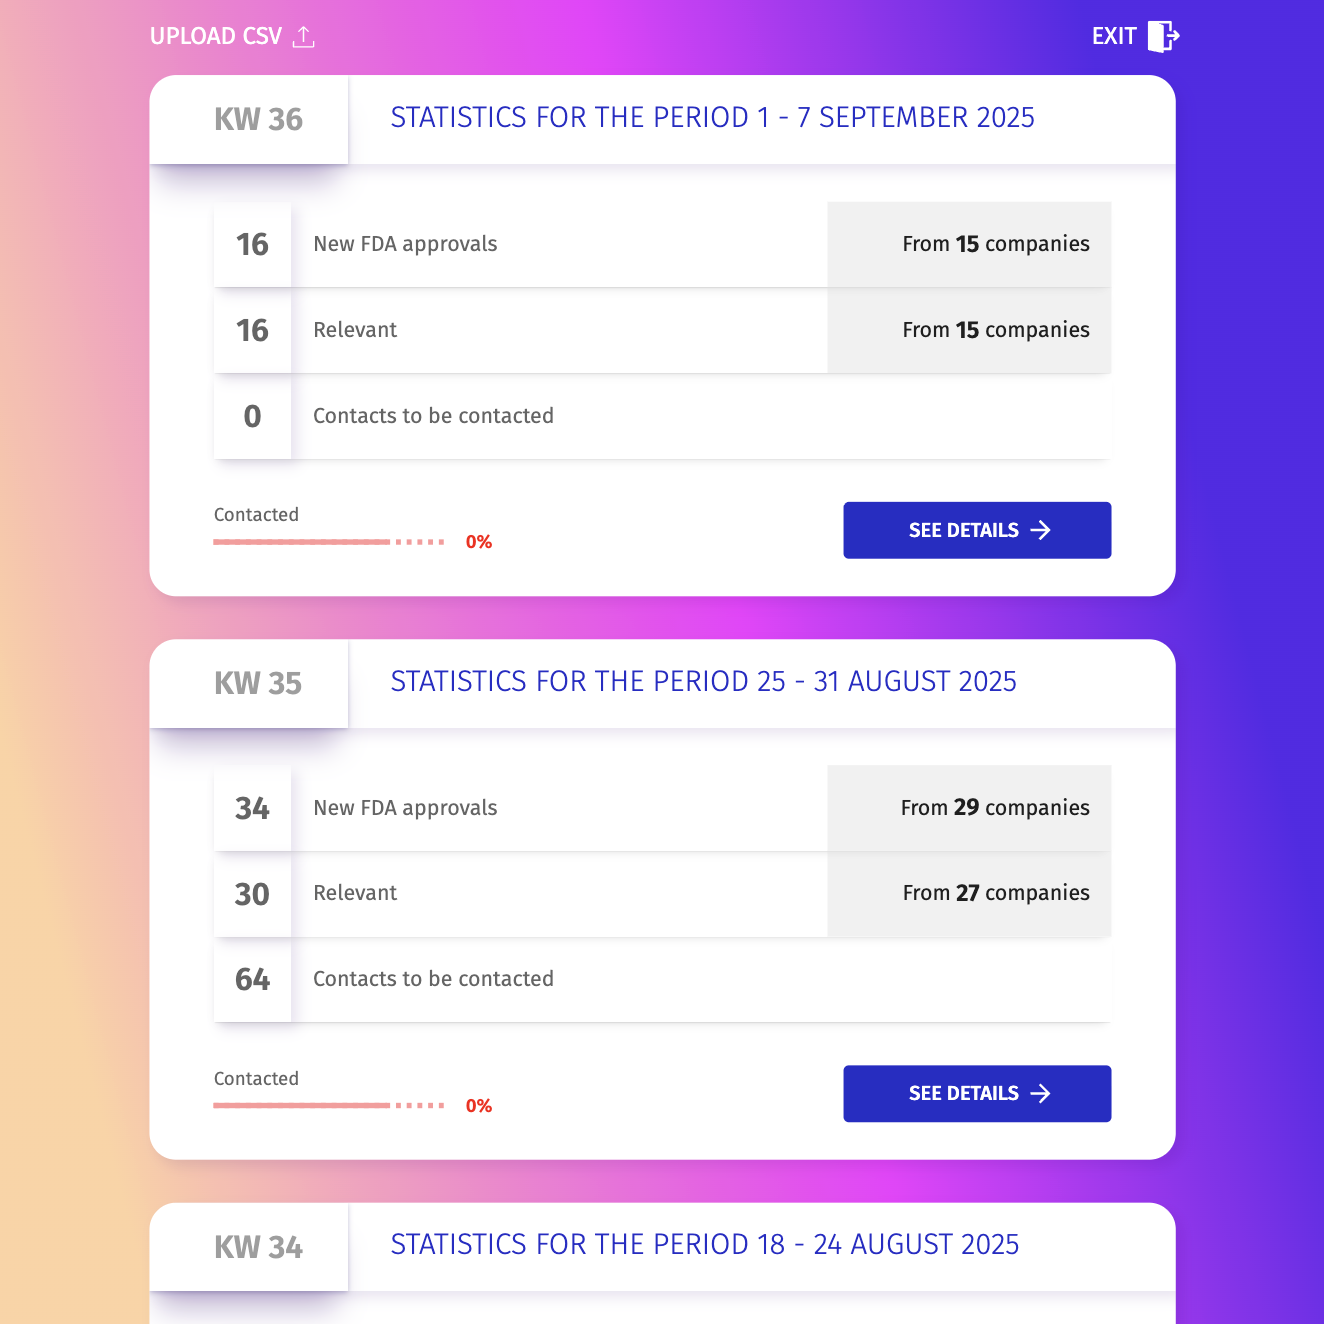 UPLOAD CSV
EXIT
KW 36
STATISTICS FOR THE PERIOD 1 - 7 SEPTEMBER 2025
16 New FDA approvals From 15 companies
16 Relevant From 15 companies
0 Contacts to be contacted
Contacted
0%
SEE DETAILS
KW 35
STATISTICS FOR THE PERIOD 25 - 31 AUGUST 2025
34 New FDA approvals From 29 companies
30 Relevant From 27 companies
64 Contacts to be contacted
Contacted
0%
SEE DETAILS
KW 34
STATISTICS FOR THE PERIOD 18 - 24 AUGUST 2025